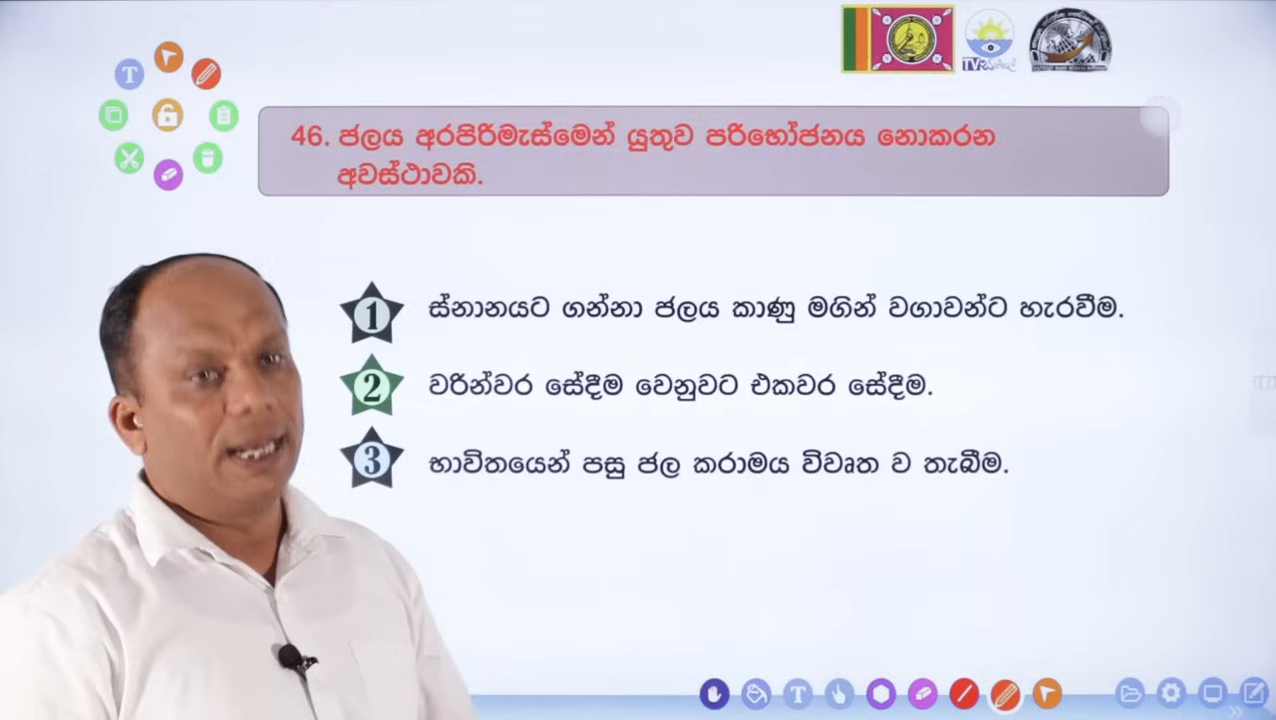 46. ජලය අරපිරිමැස්මෙන් යුතුව පරිභෝජනය නොකරන
අවස්ථාවකි.
1 ස්නානයට ගන්නා ජලය කාණු මගින් වගාවන්ට හැරවීම.
2 වරින්වර සේදීම වෙනුවට එකවර සේදීම.
3 භාවිතයෙන් පසු ජල කරාමය විවෘත ව තැබීම.